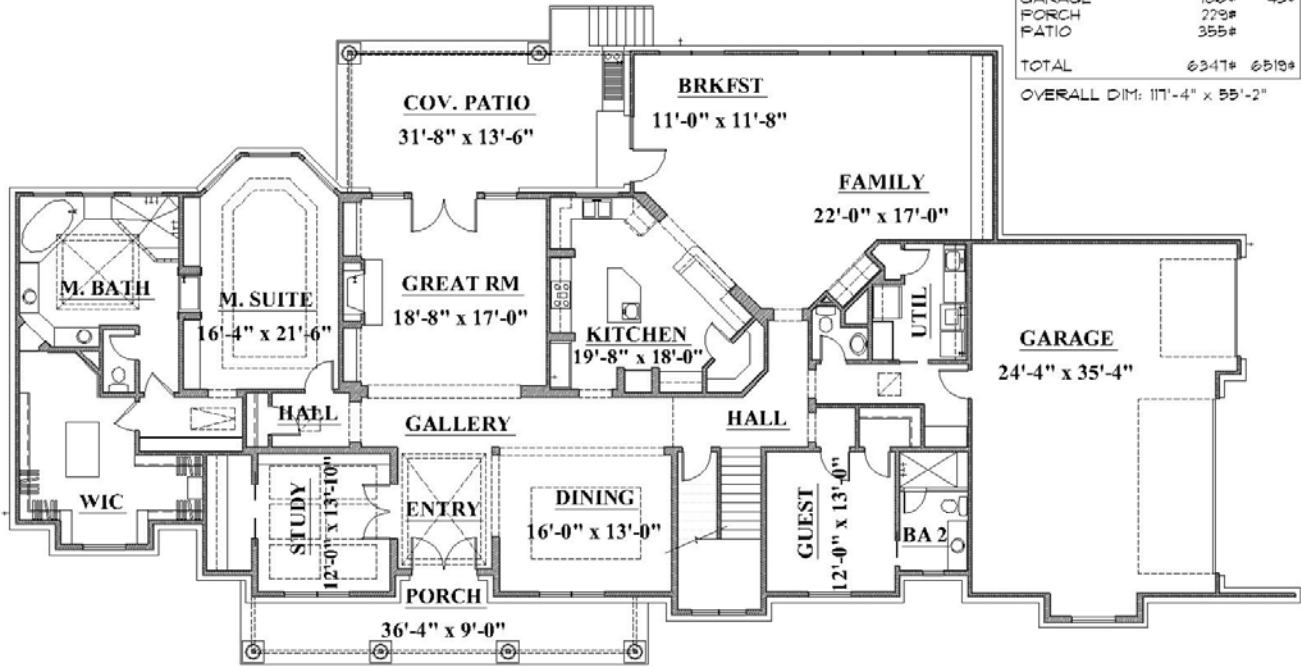 PORCH 229#
PATIO 355#
TOTAL 6347# 6519#
OVERALL DIM: 117'-4" x 55'-2"
BRKFST
11'-0" x 11'-8"
COV. PATIO
31'-8" x 13'-6"
FAMILY
22'-0" x 17'-0"
M. BATH
M. SUITE
16'-4" x 21'-6"
GREAT RM
18'-8" x 17'-0"
KITCHEN
19'-8" x 18'-0"
UTIL
GARAGE
24'-4" x 35'-4"
HALL
GALLERY
HALL
WIC
STUDY
12'-0" x 13'-10"
ENTRY
DINING
16'-0" x 13'-0"
GUEST
12'-0" x 13'-0"
BA 2
PORCH
36'-4" x 9'-0"